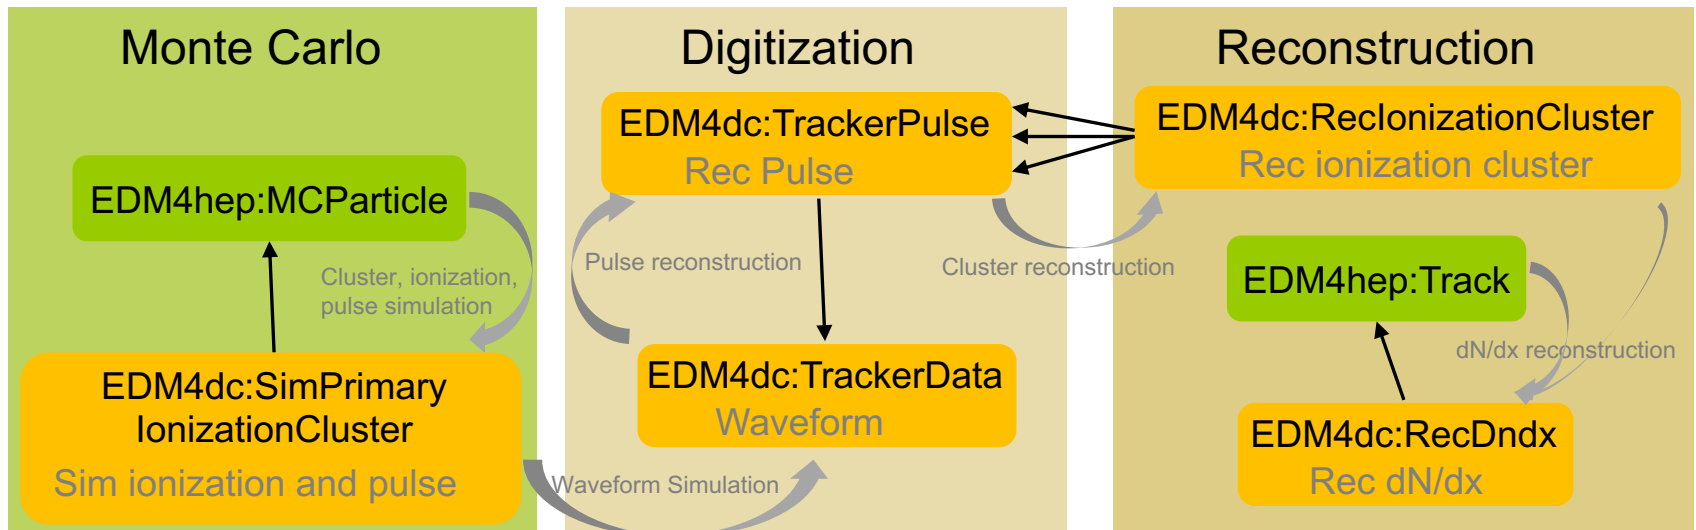 Monte Carlo
EDM4hep:MCParticle
Cluster, ionization,
pulse simulation
EDM4dc:SimPrimary
IonizationCluster
Sim ionization and pulse
Waveform Simulation
Digitization
EDM4dc:TrackerPulse
Rec Pulse
Pulse reconstruction
EDM4dc:TrackerData
Waveform
Cluster reconstruction
Reconstruction
EDM4dc:RecIonizationCluster
Rec ionization cluster
EDM4hep:Track
dN/dx reconstruction
EDM4dc:RecDndx
Rec dN/dx